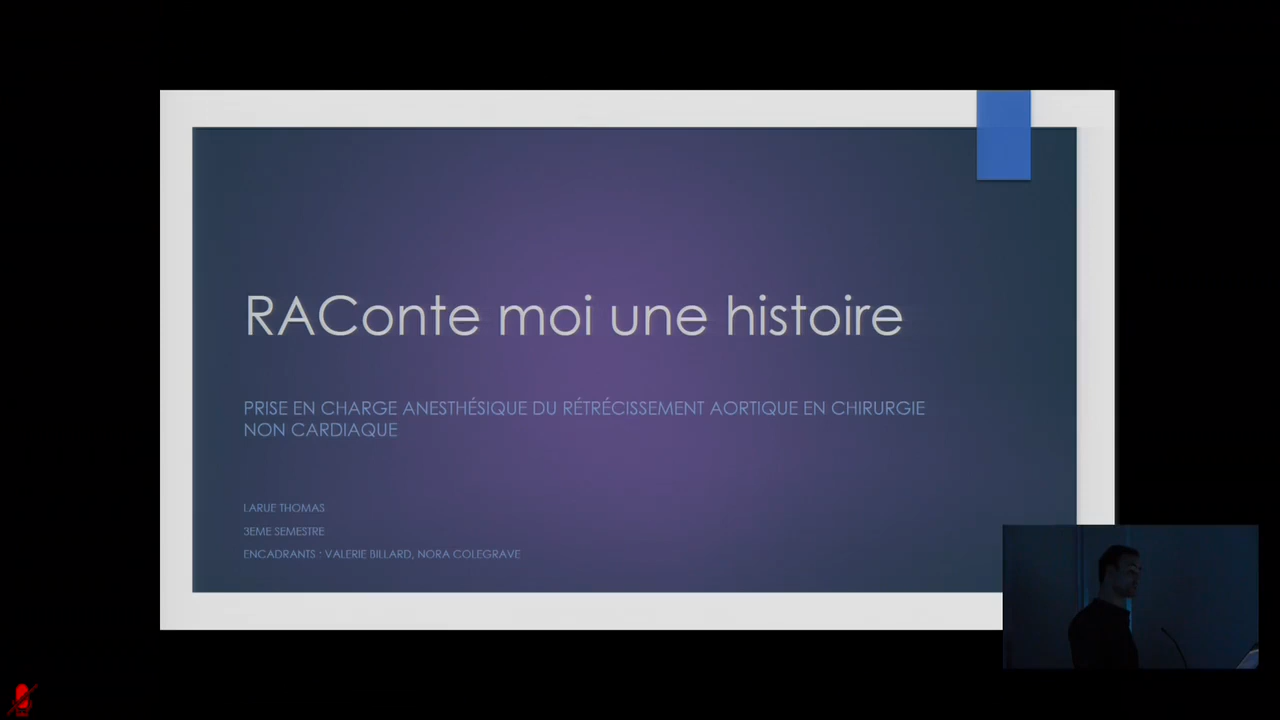 RAConte moi une histoire
PRISE EN CHARGE ANESTHÉSIQUE DU RÉTRÉCISSEMENT AORTIQUE EN CHIRURGIE
NON CARDIAQUE
LARUE THOMAS
3EME SEMESTRE
ENCADRANTS : VALERIE BILLARD, NORA COLEGRAVE